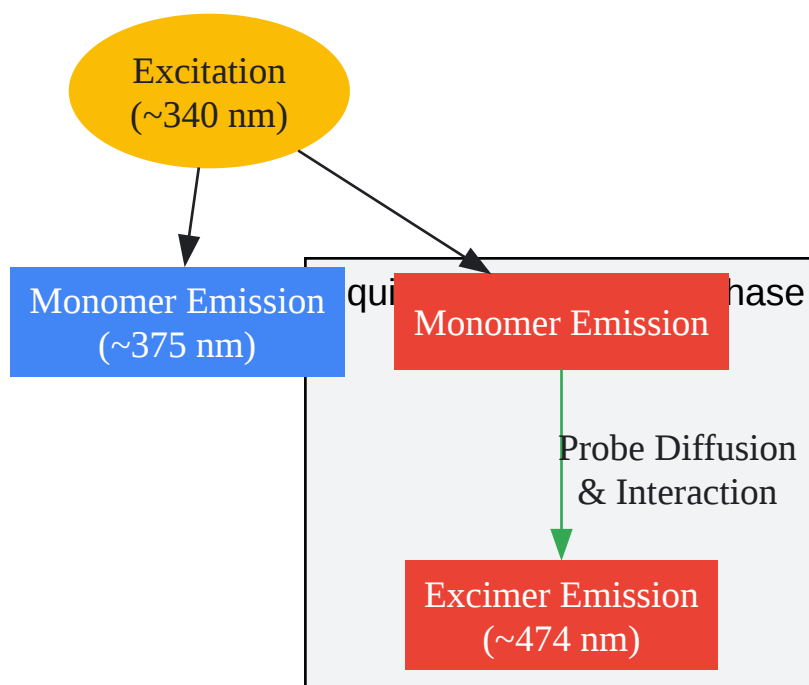 Excitation
(~340 nm)
Monomer Emission
(~375 nm)
Monomer Emission
Probe Diffusion
& Interaction
Excimer Emission
(~474 nm)